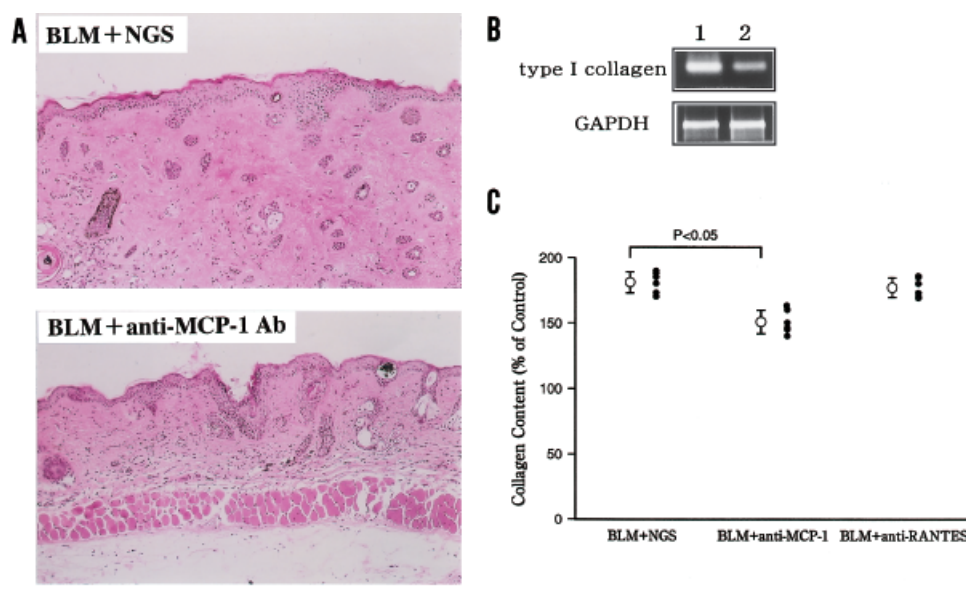 A
BLM+NGS
BLM+anti-MCP-1 Ab
B
1 2
type I collagen
GAPDH
C
P<0.05
Collagen Content (% of Control)
200
150
100
50
0
BLM+NGS BLM+anti-MCP-1 BLM+anti-RANTES